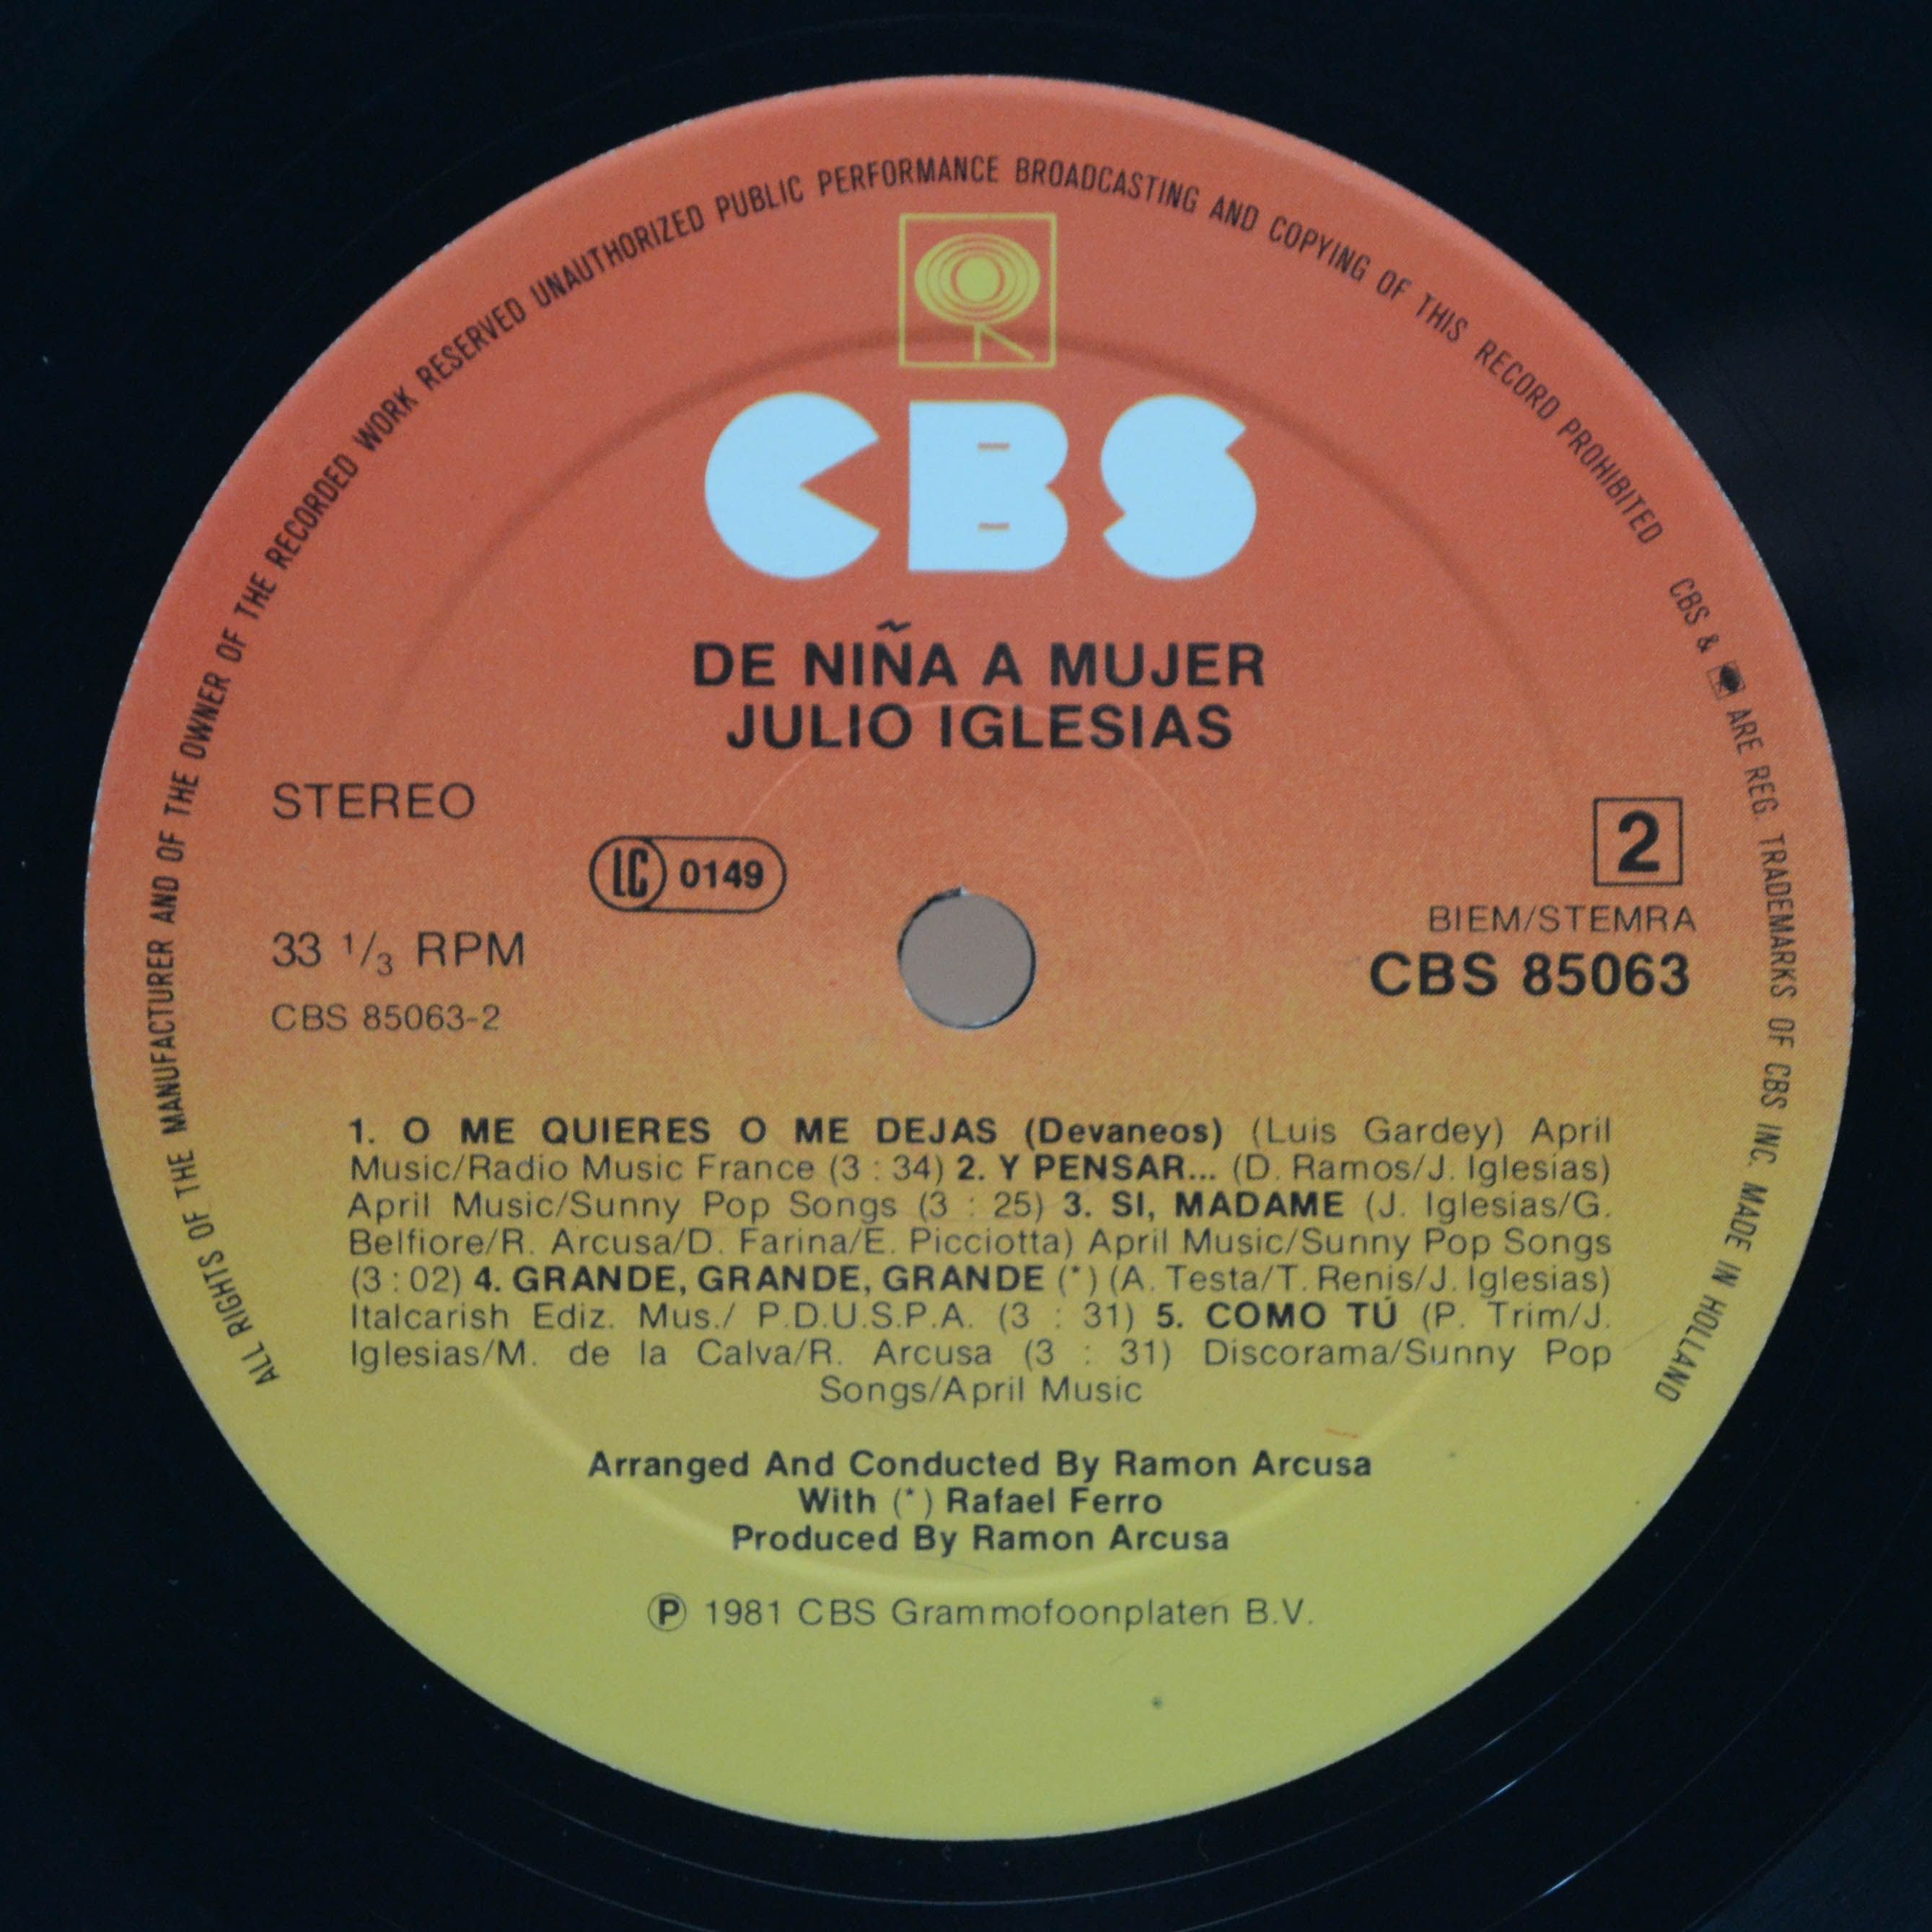 ALL RIGHTS OF THE MANUFACTURER AND OF THE OWNER OF THE RECORDED WORK RESERVED UNAUTHORIZED PUBLIC PERFORMANCE BROADCASTING AND COPYING OF THIS RECORD PROHIBITED CBS & ARE REG. TRADEMARKS OF CBS INC. MADE IN HOLLAND
CBS
DE NIÑA A MUJER
JULIO IGLESIAS
STEREO
LC 0149
2
BIEM/STEMRA
33 1/3 RPM
CBS 85063
CBS 85063-2
1. O ME QUIERES O ME DEJAS (Devaneos) (Luis Gardey) April
Music/Radio Music France (3 : 34) 2. Y PENSAR... (D. Ramos/J. Iglesias)
April Music/Sunny Pop Songs (3 : 25) 3. SI, MADAME (J. Iglesias/G.
Belfiore/R. Arcusa/D. Farina/E. Picciotta) April Music/Sunny Pop Songs
(3 : 02) 4. GRANDE, GRANDE, GRANDE (*) (A. Testa/T. Renis/J. Iglesias)
Italcarish Ediz. Mus./ P.D.U.S.P.A. (3 : 31) 5. COMO TÚ (P. Trim/J.
Iglesias/M. de la Calva/R. Arcusa (3 : 31) Discorama/Sunny Pop
Songs/April Music
Arranged And Conducted By Ramon Arcusa
With (*) Rafael Ferro
Produced By Ramon Arcusa
Ⓟ 1981 CBS Grammofoonplaten B.V.